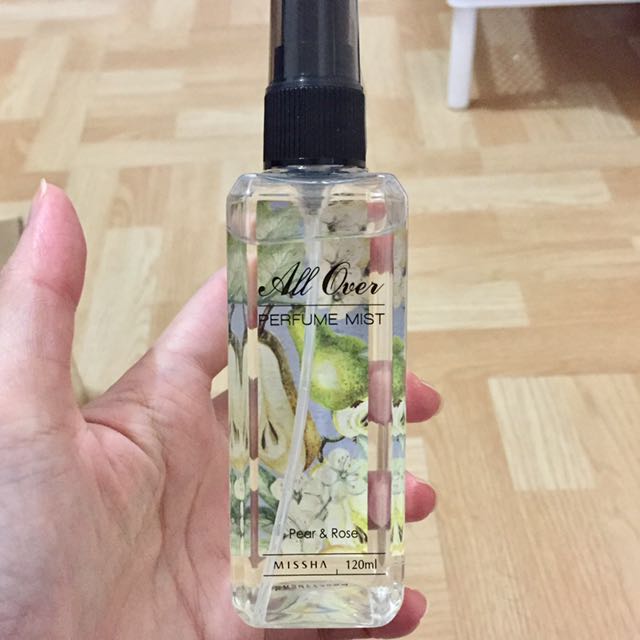 All Over
PERFUME MIST
Pear & Rose
MISSHA 120ml